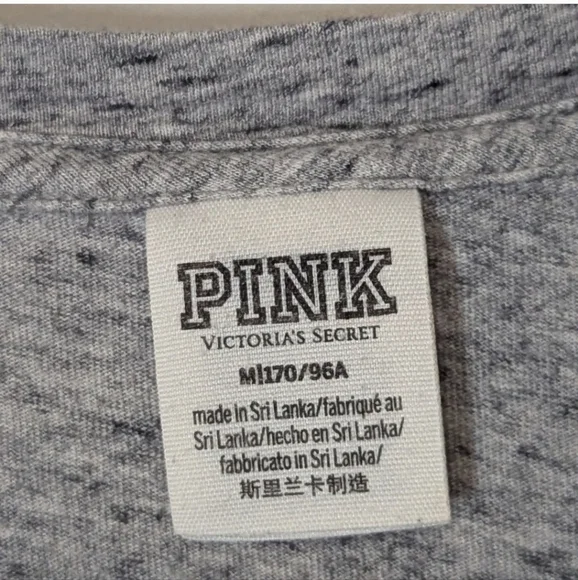 PINK
VICTORIA'S SECRET
M|170/96A
made in Sri Lanka/fabriqué au
Sri Lanka/hecho en Sri Lanka/
fabbricato in Sri Lanka/
斯里兰卡制造